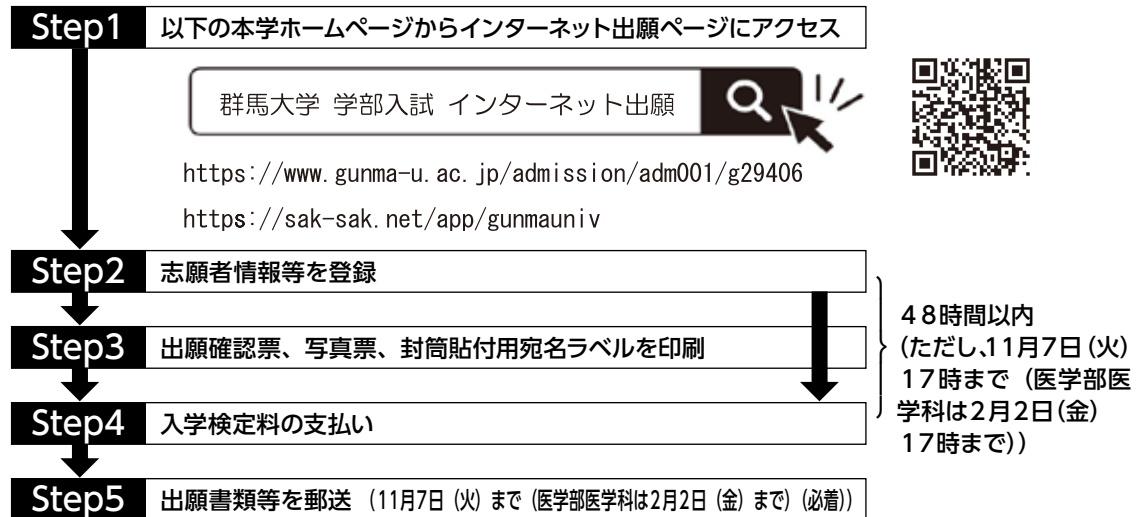 Step1 以下の本学ホームページからインターネット出願ページにアクセス
群馬大学 学部入試 インターネット出願
https://www.gunma-u.ac.jp/admission/adm001/g29406
https://sak-sak.net/app/gunmauniv
Step2 志願者情報等を登録
Step3 出願確認票、写真票、封筒貼付用宛名ラベルを印刷
Step4 入学検定料の支払い
48時間以内
(ただし、11月7日(火)
17時まで(医学部医
学科は2月2日(金)
17時まで))
Step5 出願書類等を郵送 (11月7日(火)まで(医学部医学科は2月2日(金)まで)(必着))